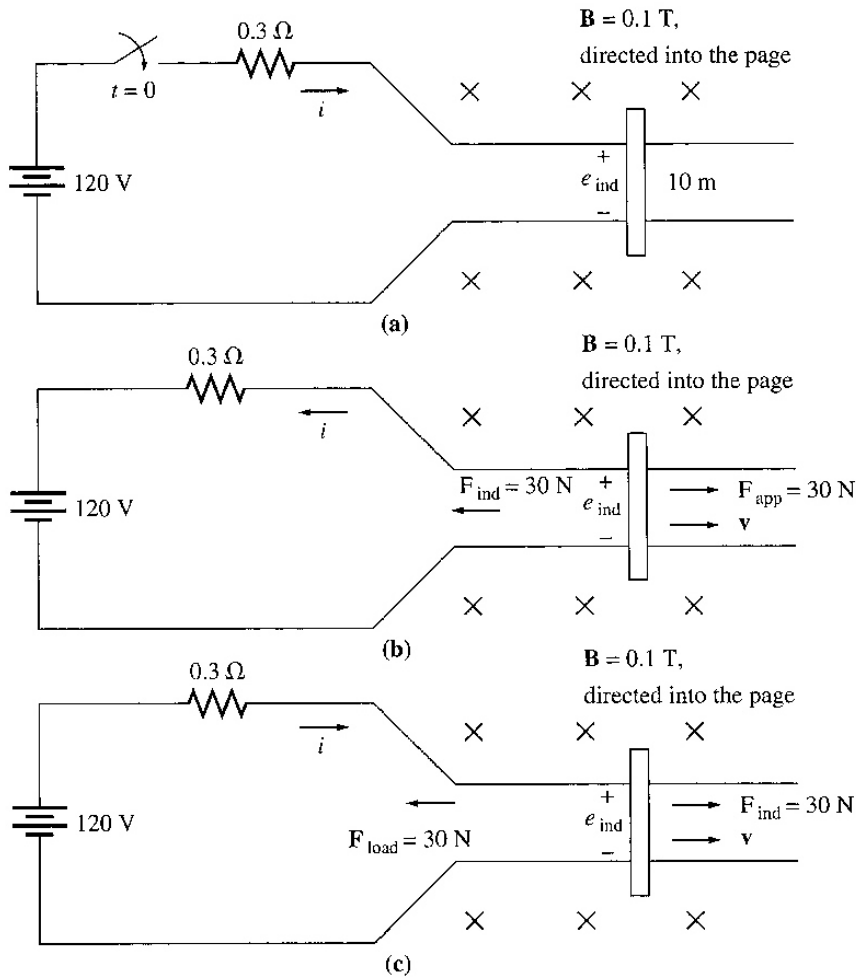 B = 0.1 T,
directed into the page
0.3 Ω
t = 0
i
120 V
+
e ind
–
10 m
(a)
B = 0.1 T,
directed into the page
0.3 Ω
i
120 V
F ind = 30 N
+
e ind
–
F app = 30 N
v
(b)
B = 0.1 T,
directed into the page
0.3 Ω
i
120 V
F load = 30 N
+
e ind
–
F ind = 30 N
v
(c)